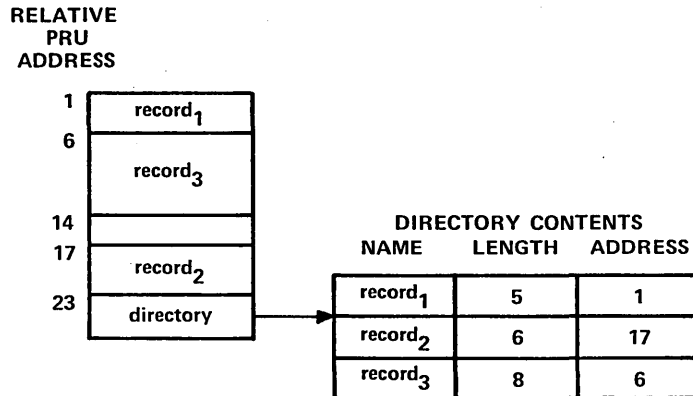 RELATIVE
PRU
ADDRESS
1 record1
6
record3
14
17
record2
23 directory
DIRECTORY CONTENTS
NAME LENGTH ADDRESS
record1 5 1
record2 6 17
record3 8 6